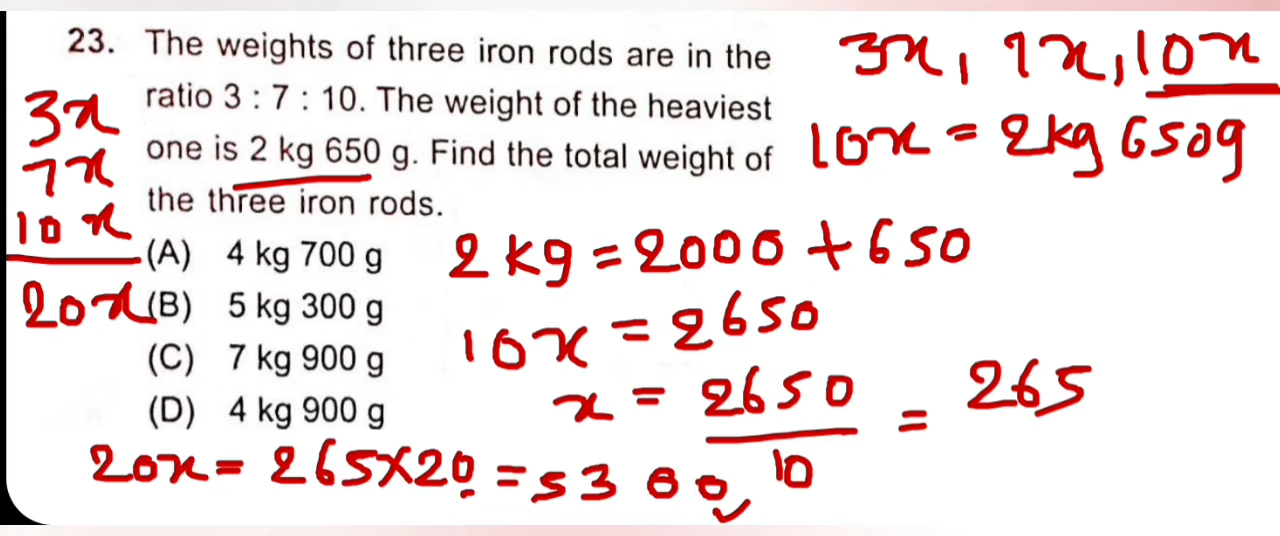 23. The weights of three iron rods are in the
ratio 3 : 7 : 10. The weight of the heaviest
one is 2 kg 650 g. Find the total weight of
the three iron rods.
(A) 4 kg 700 g
(B) 5 kg 300 g
(C) 7 kg 900 g
(D) 4 kg 900 g
3x
7x
10x
20x
3x, 7x, 10x
10x = 2kg 650g
2 kg = 2000 + 650
10x = 2650
x = 2650/10 = 265
20x = 265×20 = 5300